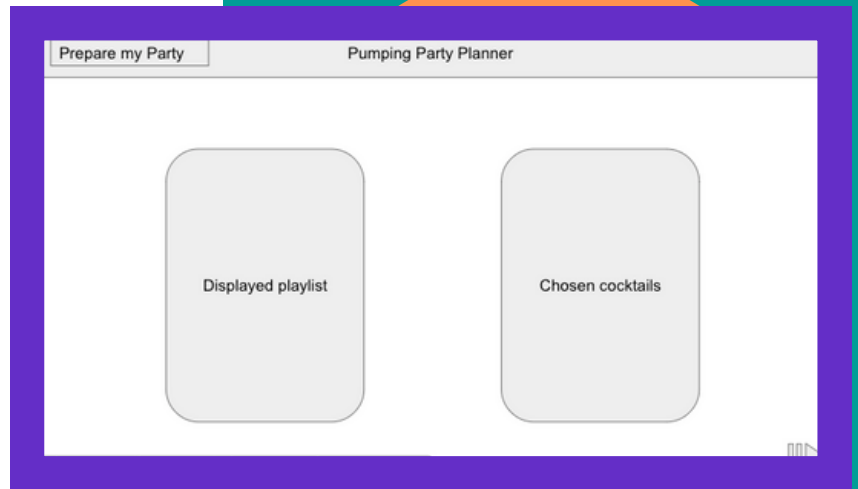 Prepare my Party
Pumping Party Planner
Displayed playlist
Chosen cocktails